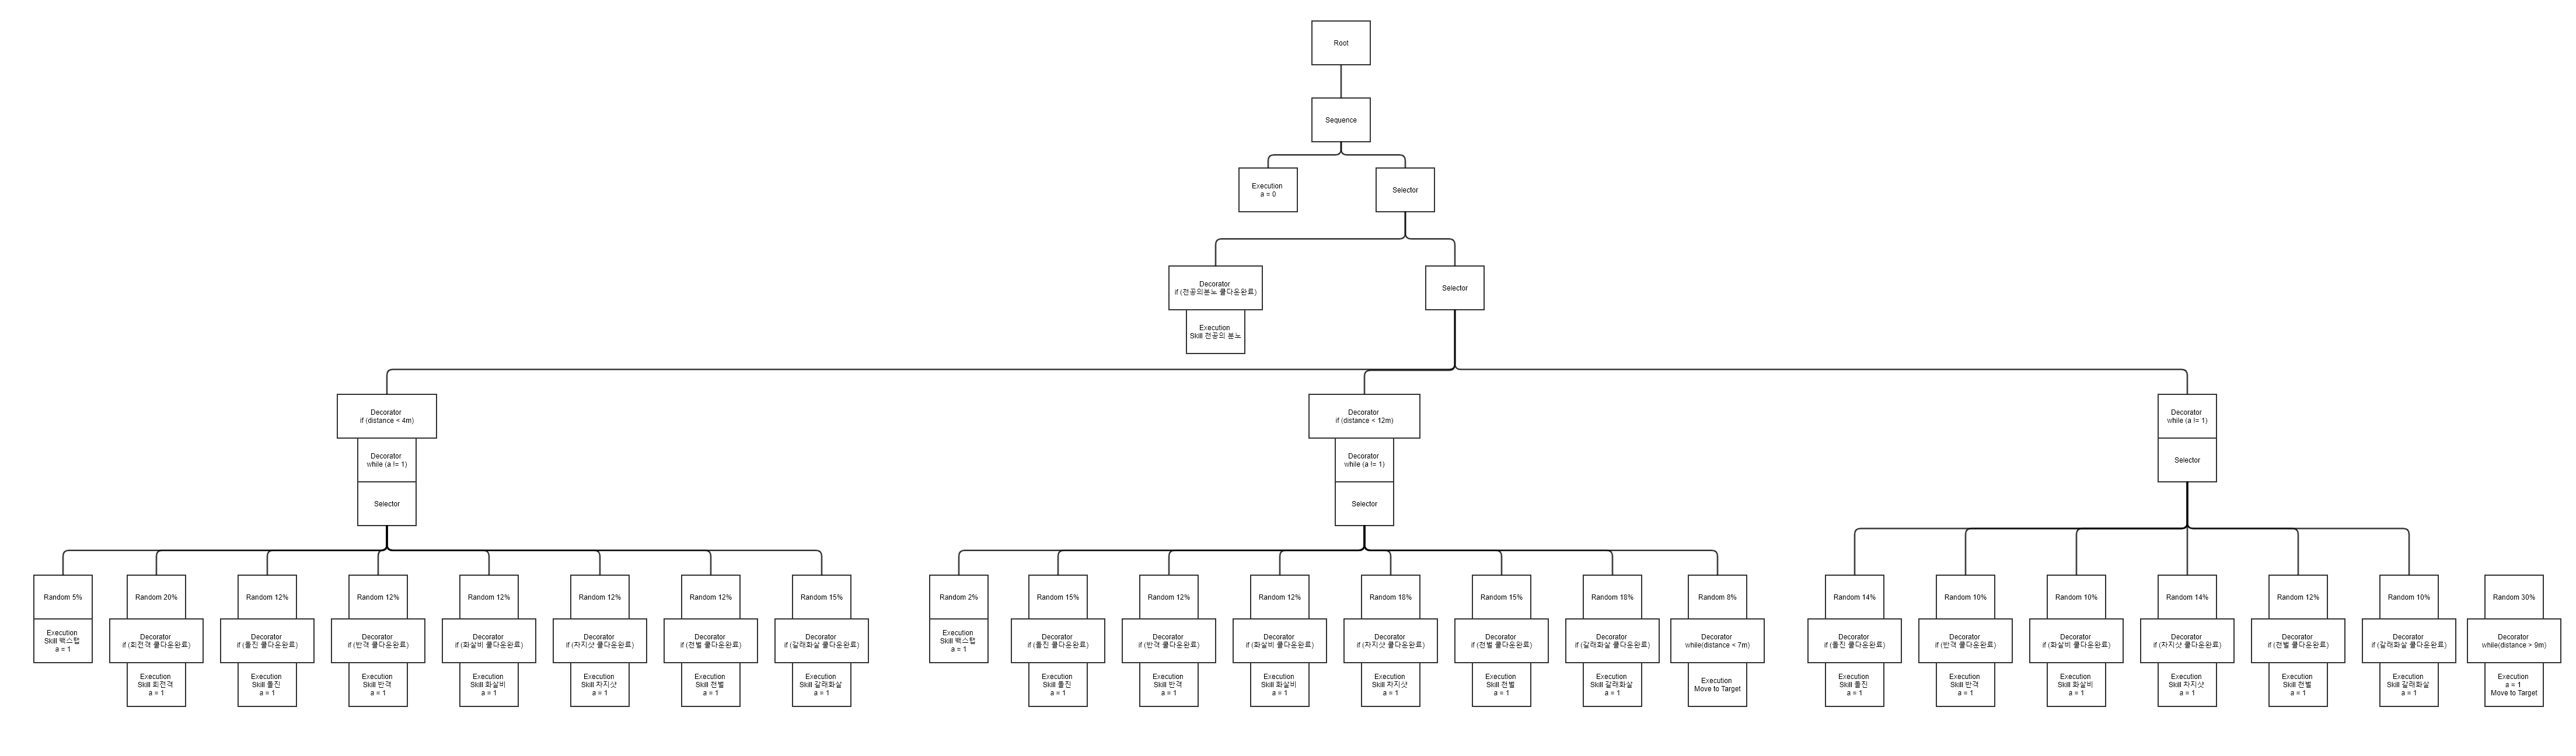 Root
Sequence
Execution
a = 0
Selector
Decorator
if (전공의분노 쿨다운완료)
Execution
Skill 전공의 분노
Selector
Decorator
if (distance < 4m)
Decorator
while (a != 1)
Selector
Decorator
if (distance < 12m)
Decorator
while (a != 1)
Selector
Decorator
while (a != 1)
Selector
Random 5%
Execution
Skill 백스탭
a = 1
Random 20%
Decorator
if (회전격 쿨다운완료)
Execution
Skill 회전격
a = 1
Random 12%
Decorator
if (돌진 쿨다운완료)
Execution
Skill 돌진
a = 1
Random 12%
Decorator
if (반격 쿨다운완료)
Execution
Skill 반격
a = 1
Random 12%
Decorator
if (화살비 쿨다운완료)
Execution
Skill 화살비
a = 1
Random 12%
Decorator
if (차지샷 쿨다운완료)
Execution
Skill 차지샷
a = 1
Random 12%
Decorator
if (천벌 쿨다운완료)
Execution
Skill 천벌
a = 1
Random 15%
Decorator
if (갈래화살 쿨다운완료)
Execution
Skill 갈래화살
a = 1
Random 2%
Execution
Skill 백스탭
a = 1
Random 15%
Decorator
if (돌진 쿨다운완료)
Execution
Skill 돌진
a = 1
Random 12%
Decorator
if (반격 쿨다운완료)
Execution
Skill 반격
a = 1
Random 12%
Decorator
if (화살비 쿨다운완료)
Execution
Skill 화살비
a = 1
Random 18%
Decorator
if (차지샷 쿨다운완료)
Execution
Skill 차지샷
a = 1
Random 15%
Decorator
if (천벌 쿨다운완료)
Execution
Skill 천벌
a = 1
Random 18%
Decorator
if (갈래화살 쿨다운완료)
Execution
Skill 갈래화살
a = 1
Random 8%
Decorator
while(distance < 7m)
Execution
Move to Target
Random 14%
Decorator
if (돌진 쿨다운완료)
Execution
Skill 돌진
a = 1
Random 10%
Decorator
if (반격 쿨다운완료)
Execution
Skill 반격
a = 1
Random 10%
Decorator
if (화살비 쿨다운완료)
Execution
Skill 화살비
a = 1
Random 14%
Decorator
if (차지샷 쿨다운완료)
Execution
Skill 차지샷
a = 1
Random 12%
Decorator
if (천벌 쿨다운완료)
Execution
Skill 천벌
a = 1
Random 10%
Decorator
if (갈래화살 쿨다운완료)
Execution
Skill 갈래화살
a = 1
Random 30%
Decorator
while(distance > 9m)
Execution
a = 1
Move to Target